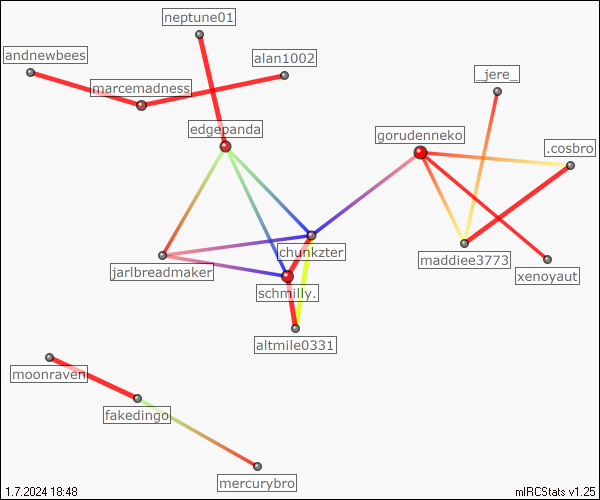 neptune01
andnewbees
alan1002
marcemadness
_jere_
edgepanda
gorudenneko
.cosbro
chunkzter
maddiee3773
jarlbreadmaker
xenoyaut
schmilly.
altmile0331
moonraven
fakedingo
mercurybro
1.7.2024 18:48
mIRCStats v1.25